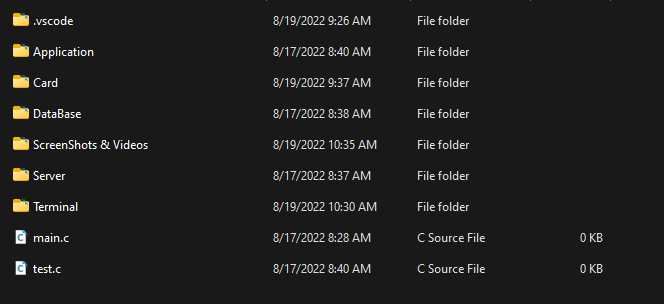 .vscode 8/19/2022 9:26 AM File folder
Application 8/17/2022 8:40 AM File folder
Card 8/19/2022 9:37 AM File folder
DataBase 8/17/2022 8:38 AM File folder
ScreenShots & Videos 8/19/2022 10:35 AM File folder
Server 8/17/2022 8:37 AM File folder
Terminal 8/19/2022 10:30 AM File folder
main.c 8/17/2022 8:28 AM C Source File 0 KB
test.c 8/17/2022 8:40 AM C Source File 0 KB